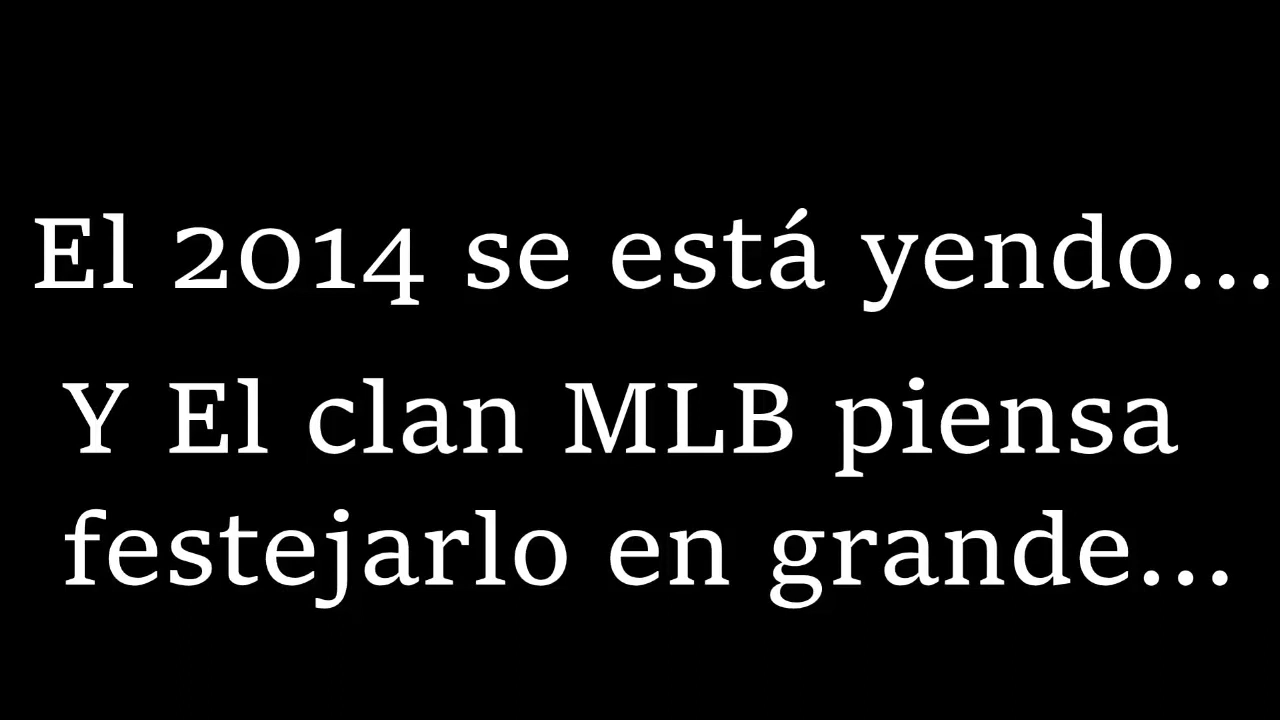 El 2014 se está yendo...
Y El clan MLB piensa
festejarlo en grande...